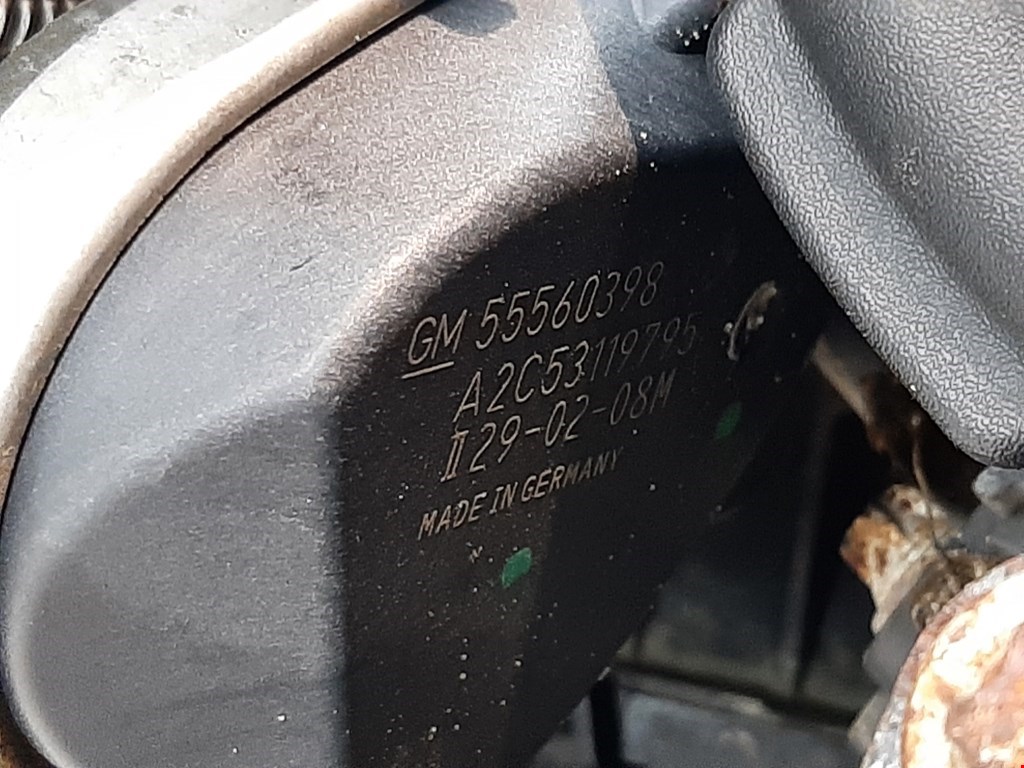 GM 55560398
A2C53119795
II 29-02-08M
MADE IN GERMANY